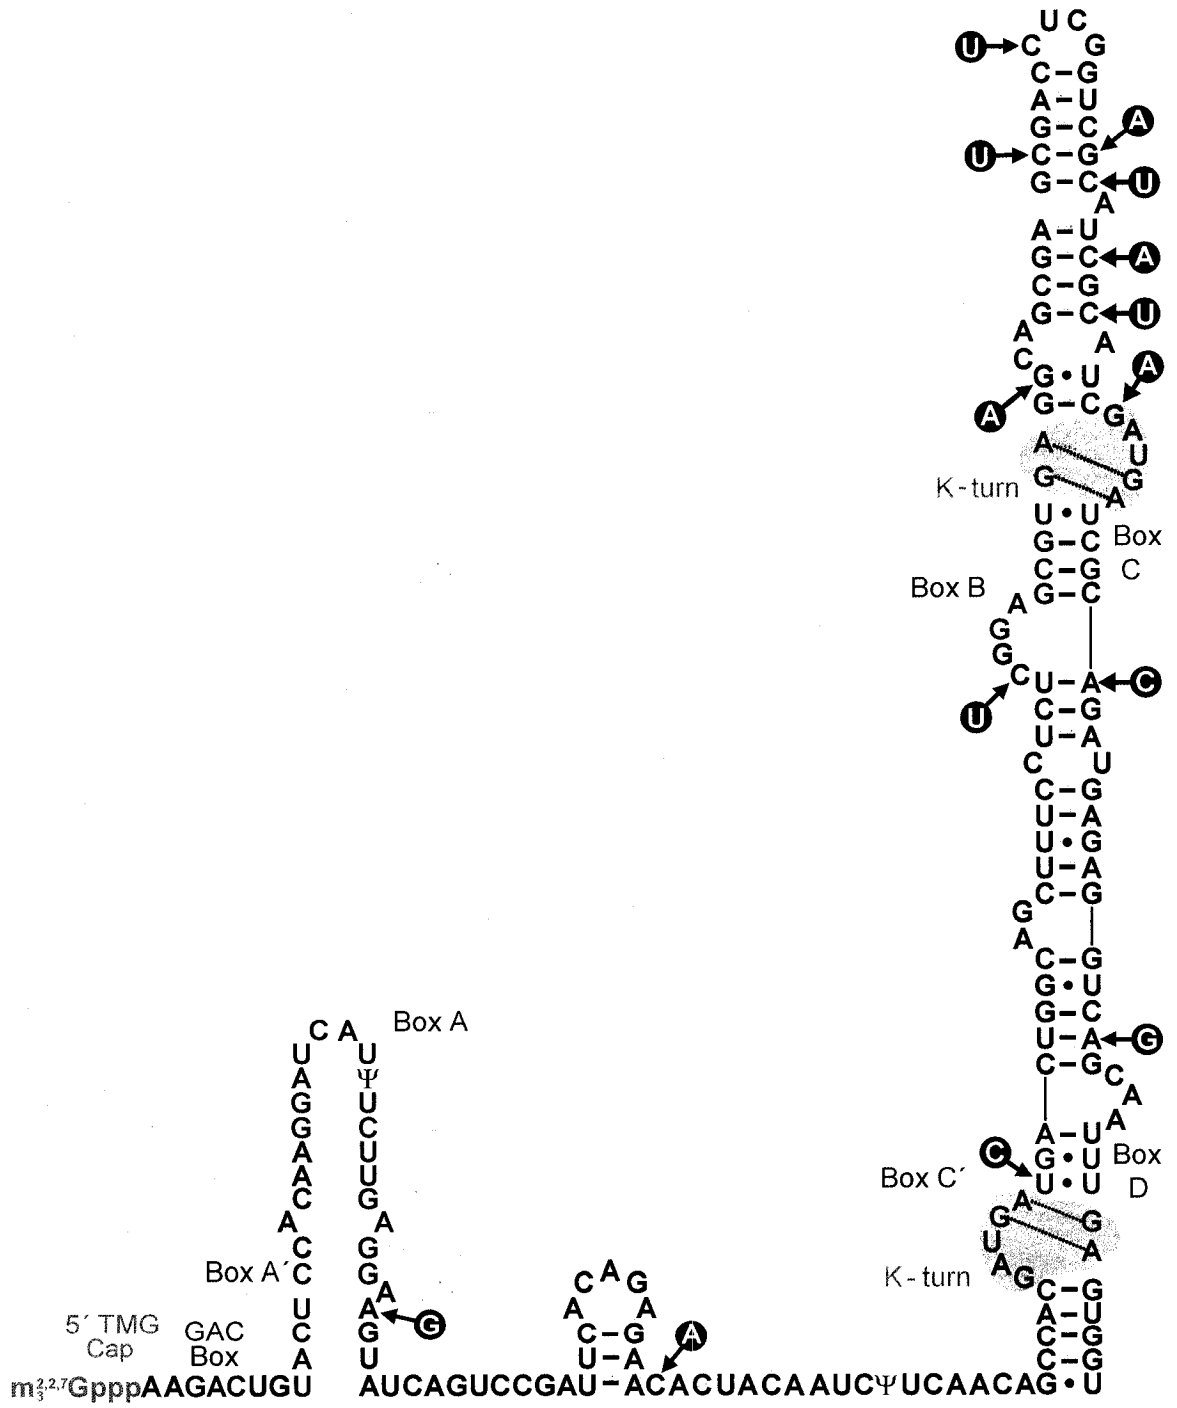 U C
U C G
C – G
A – U
G – C A
U C – G
G – C U
A
A – U
G – C A
C – G
G – C U
A A
C
G • U A
A G – C G
A A
U
K - turn G G
A
U • U
G – C Box
C – G C
Box B G – C
A
G
G
C U – A C
U C – G
U – A
C U
C – G
U – A
U • G
U – A
C – G
G
A
C – G
G • U
G – C
U – A G
C – G
C
A
A
A – U
C G • U Box
Box C´ U • U D
A
G G
U A
K - turn A G
C – G
A – U
C – G
C – G
C A Box A
U U
A Ψ
G U
G C
A U
A U
C G
A A
C G
Box A´ C G
A
U A G
C G
A U
C A G
A A
C – G A
U – A
5´ TMG
Cap
GAC
Box
m₃²,²,⁷GpppAAGACUGU AUCAGUCCGAU – ACACUACAAUCΨUCAACAG • U